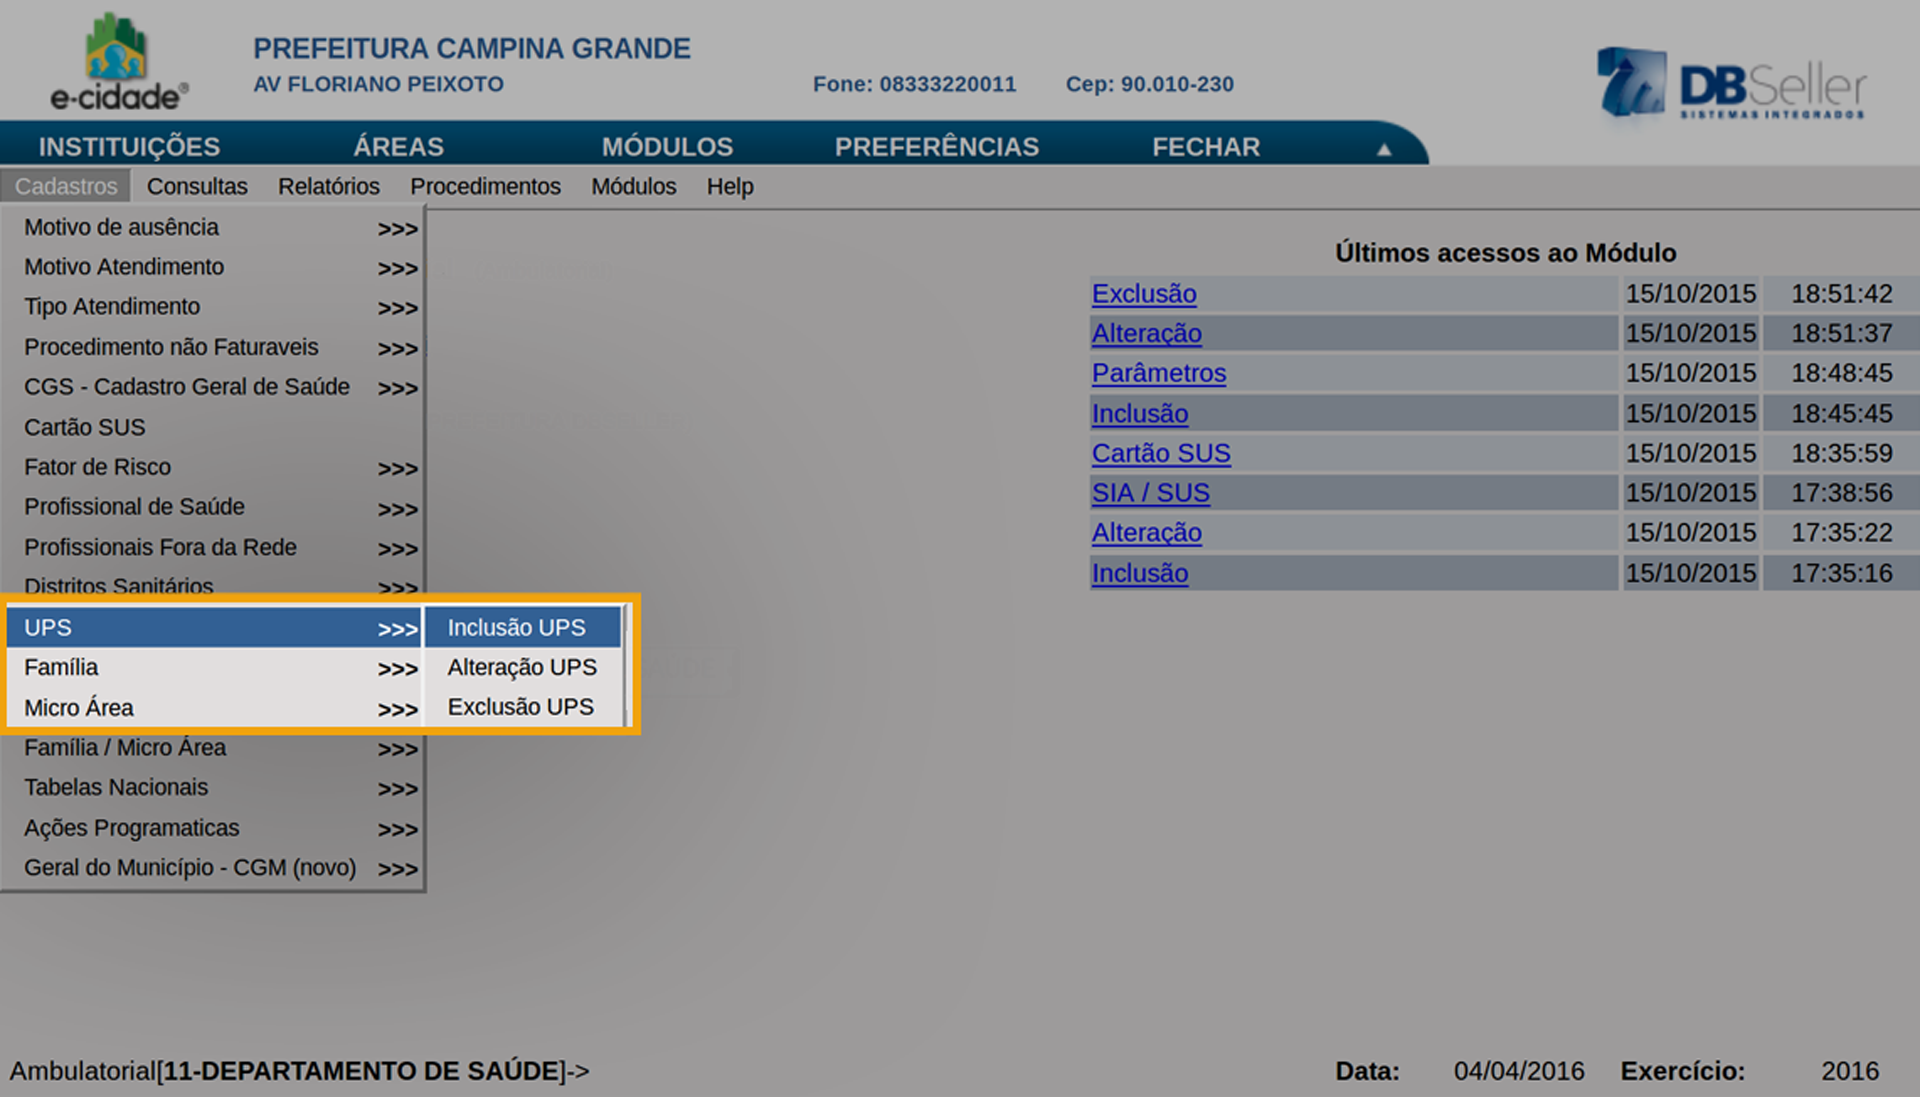 e-cidade®
PREFEITURA CAMPINA GRANDE
AV FLORIANO PEIXOTO Fone: 08333220011 Cep: 90.010-230
DBSeller
SISTEMAS INTEGRADOS
INSTITUIÇÕES ÁREAS MÓDULOS PREFERÊNCIAS FECHAR ▲
Cadastros Consultas Relatórios Procedimentos Módulos Help
Motivo de ausência >>>
Motivo Atendimento >>>
Tipo Atendimento >>>
Procedimento não Faturaveis >>>
CGS - Cadastro Geral de Saúde >>>
Cartão SUS
Fator de Risco >>>
Profissional de Saúde >>>
Profissionais Fora da Rede >>>
Distritos Sanitários >>>
UPS >>>
Família >>>
Micro Área >>>
Família / Micro Área >>>
Tabelas Nacionais >>>
Ações Programaticas >>>
Geral do Município - CGM (novo) >>>
Inclusão UPS
Alteração UPS
Exclusão UPS
Últimos acessos ao Módulo
Exclusão 15/10/2015 18:51:42
Alteração 15/10/2015 18:51:37
Parâmetros 15/10/2015 18:48:45
Inclusão 15/10/2015 18:45:45
Cartão SUS 15/10/2015 18:35:59
SIA / SUS 15/10/2015 17:38:56
Alteração 15/10/2015 17:35:22
Inclusão 15/10/2015 17:35:16
Ambulatorial[11-DEPARTAMENTO DE SAÚDE]-> Data: 04/04/2016 Exercício: 2016